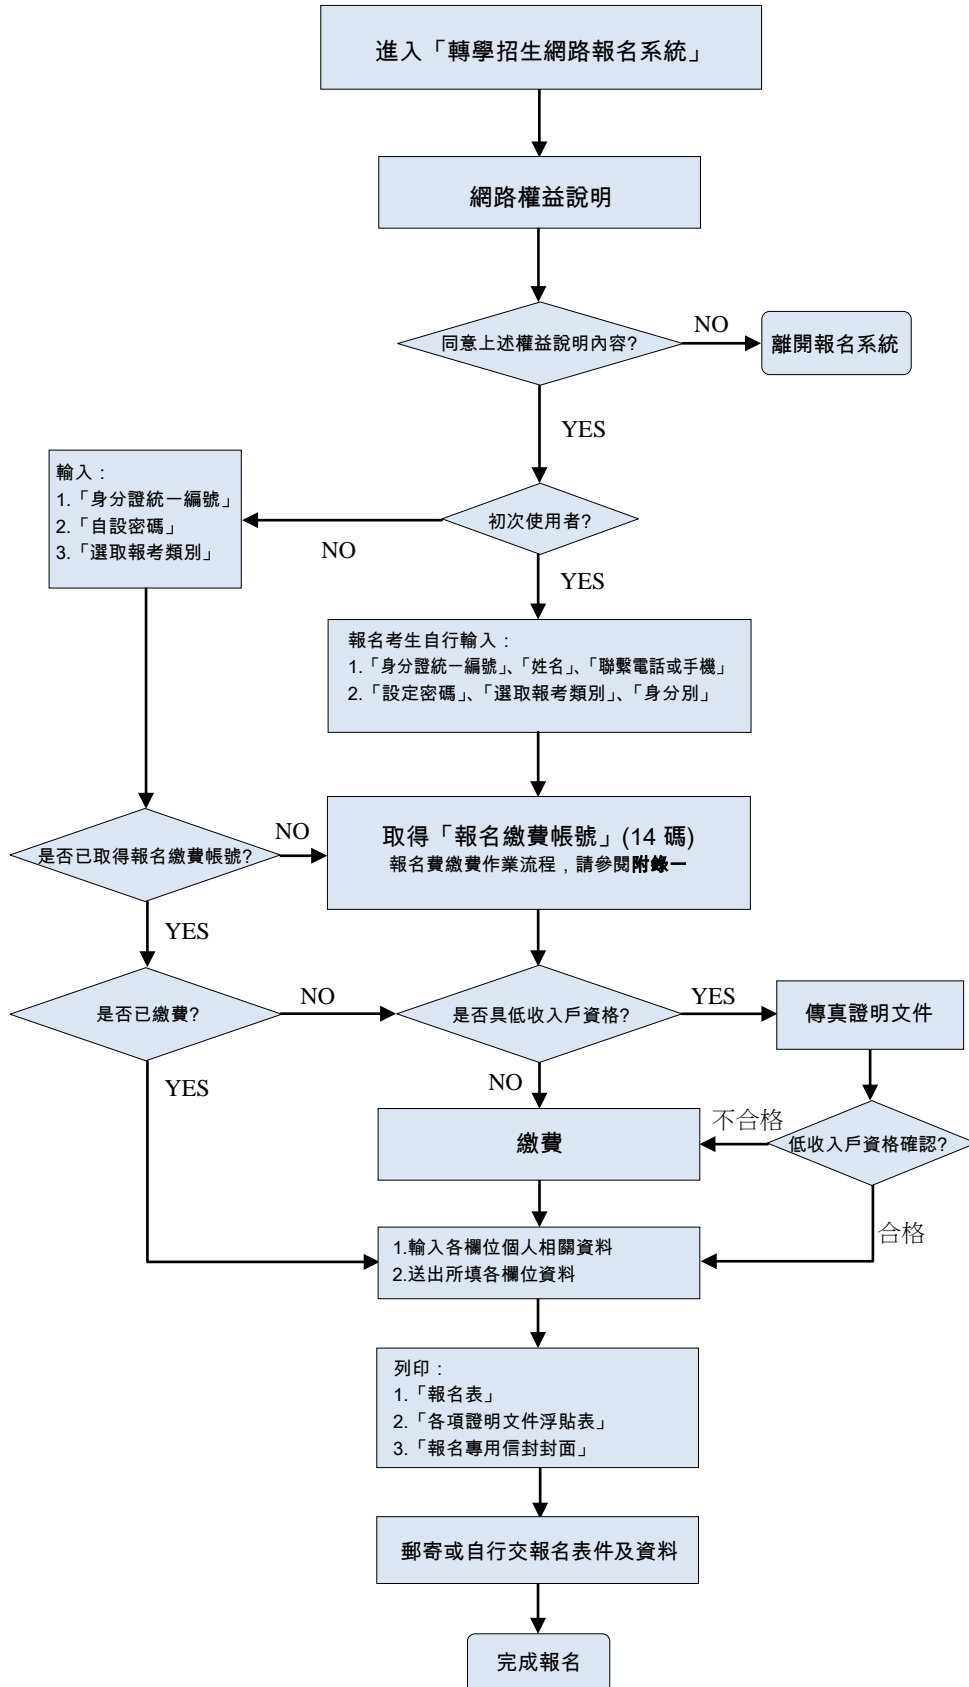 進入「轉學招生網路報名系統」
網路權益說明
同意上述權益說明內容?
NO
離開報名系統
YES
初次使用者?
NO
輸入：
1.「身分證統一編號」
2.「自設密碼」
3.「選取報考類別」
YES
報名考生自行輸入：
1.「身分證統一編號」、「姓名」、「聯繫電話或手機」
2.「設定密碼」、「選取報考類別」、「身分別」
是否已取得報名繳費帳號?
NO
取得「報名繳費帳號」(14 碼)
報名費繳費作業流程，請參閱附錄一
YES
是否已繳費?
NO
是否具低收入戶資格?
YES
傳真證明文件
YES
NO
繳費
不合格
低收入戶資格確認?
合格
1.輸入各欄位個人相關資料
2.送出所填各欄位資料
列印：
1.「報名表」
2.「各項證明文件浮貼表」
3.「報名專用信封封面」
郵寄或自行交報名表件及資料
完成報名